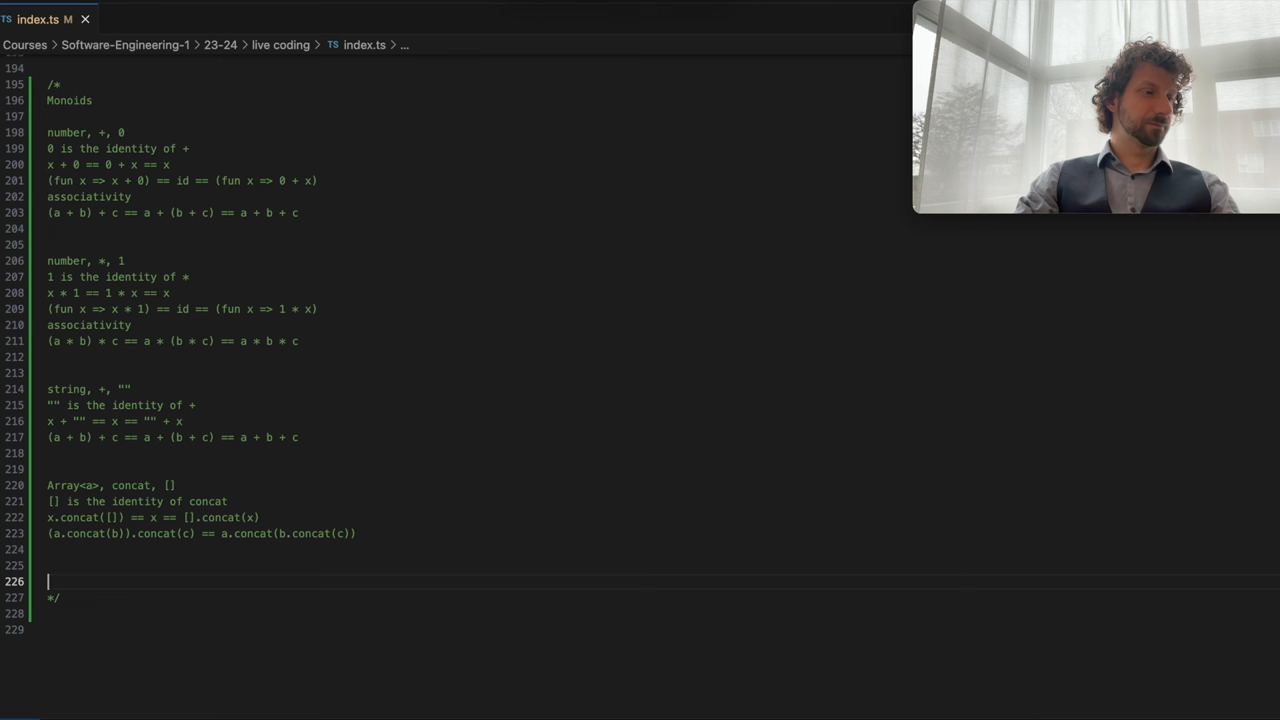 TS index.ts M ×
Courses > Software-Engineering-1 > 23-24 > live coding > TS index.ts > ...
194
195 /*
196 Monoids
197
198 number, +, 0
199 0 is the identity of +
200 x + 0 == 0 + x == x
201 (fun x => x + 0) == id == (fun x => 0 + x)
202 associativity
203 (a + b) + c == a + (b + c) == a + b + c
204
205
206 number, *, 1
207 1 is the identity of *
208 x * 1 == 1 * x == x
209 (fun x => x * 1) == id == (fun x => 1 * x)
210 associativity
211 (a * b) * c == a * (b * c) == a * b * c
212
213
214 string, +, ""
215 "" is the identity of +
216 x + "" == x == "" + x
217 (a + b) + c == a + (b + c) == a + b + c
218
219
220 Array<a>, concat, []
221 [] is the identity of concat
222 x.concat([]) == x == [].concat(x)
223 (a.concat(b)).concat(c) == a.concat(b.concat(c))
224
225
226
227 */
228
229